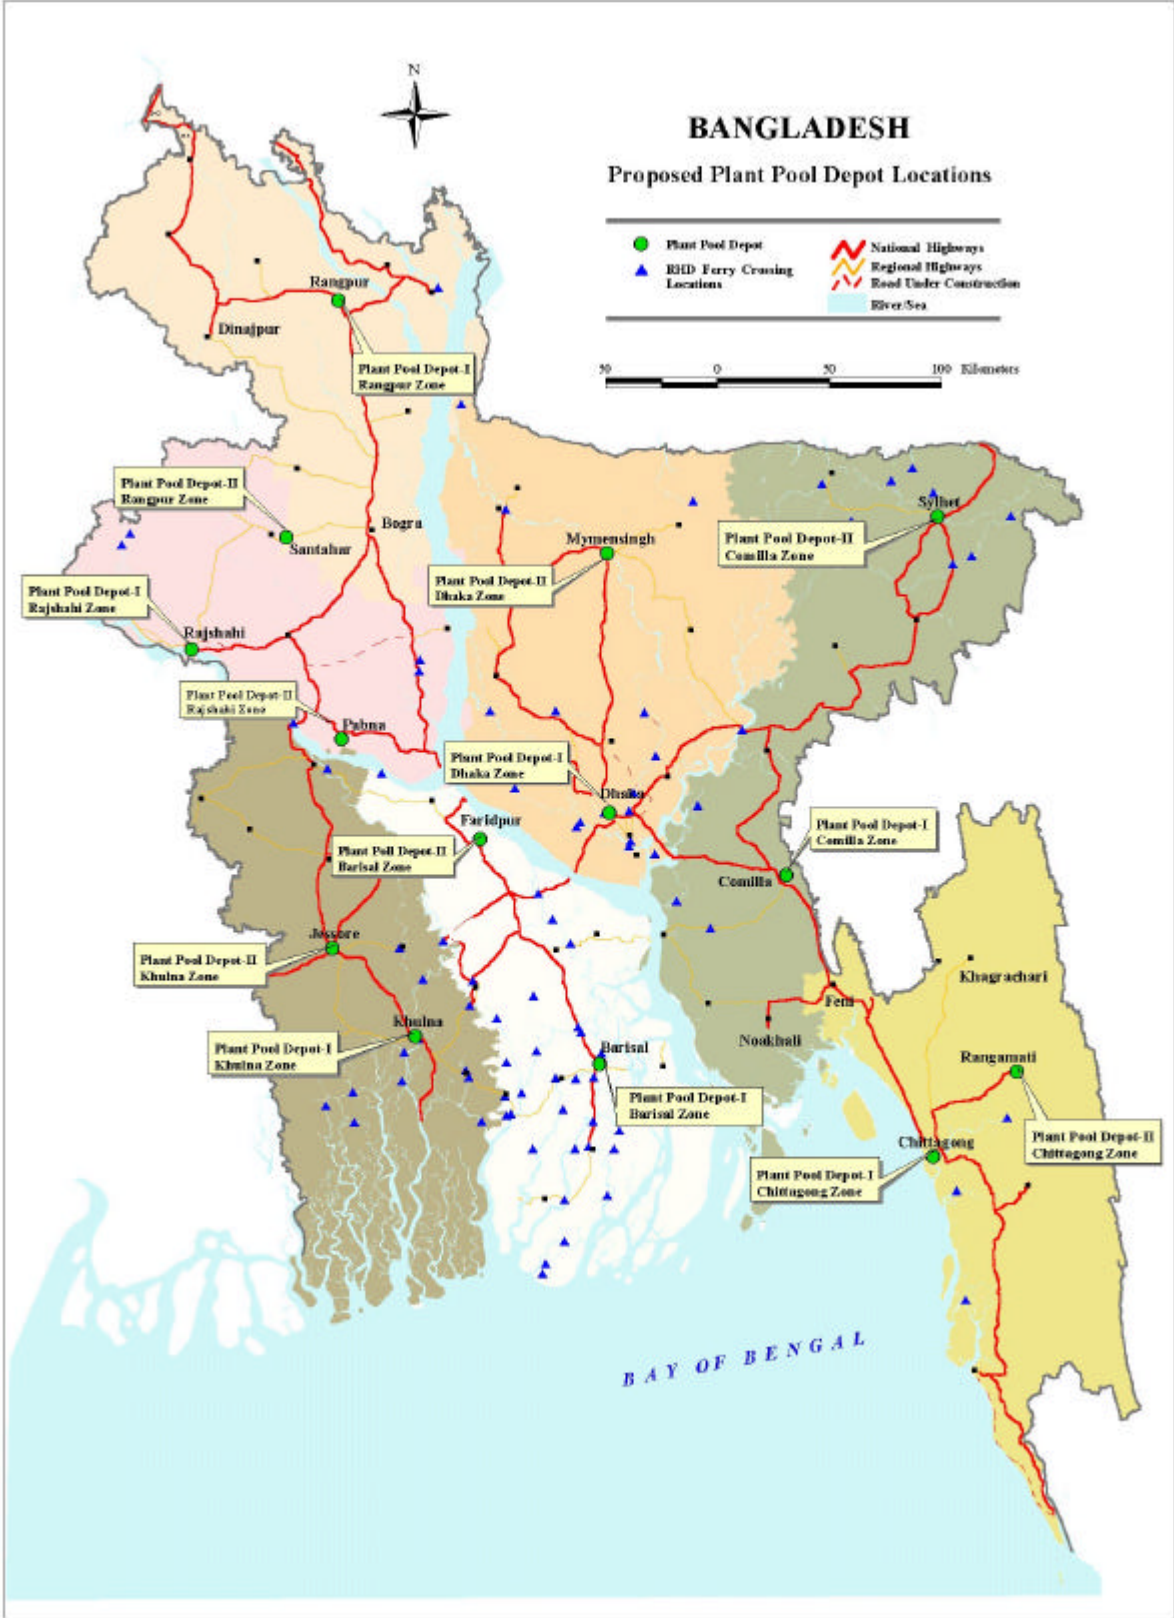 N
BANGLADESH
Proposed Plant Pool Depot Locations
Plant Pool Depot
RHD Ferry Crossing
Locations
National Highways
Regional Highways
Road Under Construction
River/Sea
50 0 50 100 Kilometers
Rangpur
Dinajpur
Plant Pool Depot-I
Rangpur Zone
Plant Pool Depot-II
Rangpur Zone
Bogra
Santahar
Sylhet
Plant Pool Depot-II
Comilla Zone
Mymensingh
Plant Pool Depot-II
Dhaka Zone
Plant Pool Depot-I
Rajshahi Zone
Rajshahi
Plant Pool Depot-II
Rajshahi Zone
Pabna
Plant Pool Depot-I
Dhaka Zone
Dhaka
Faridpur
Plant Poll Depot-II
Barisal Zone
Plant Pool Depot-I
Comilla Zone
Comilla
Jessore
Plant Pool Depot-II
Khulna Zone
Khagrachari
Feni
Khulna
Plant Pool Depot-I
Khulna Zone
Noakhali
Barisal
Rangamati
Plant Pool Depot-I
Barisal Zone
Chittagong
Plant Pool Depot-II
Chittagong Zone
Plant Pool Depot-I
Chittagong Zone
BAY OF BENGAL